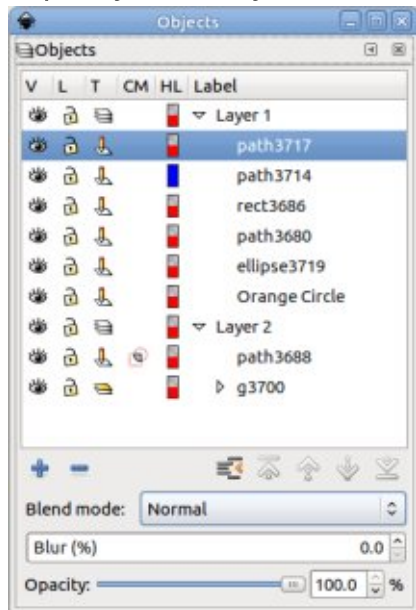 Objects
Objects
V L T CM HL Label
Layer 1
path3717
path3714
rect3686
path3680
ellipse3719
Orange Circle
Layer 2
path3688
g3700
Blend mode: Normal
Blur (%) 0.0
Opacity: 100.0 %